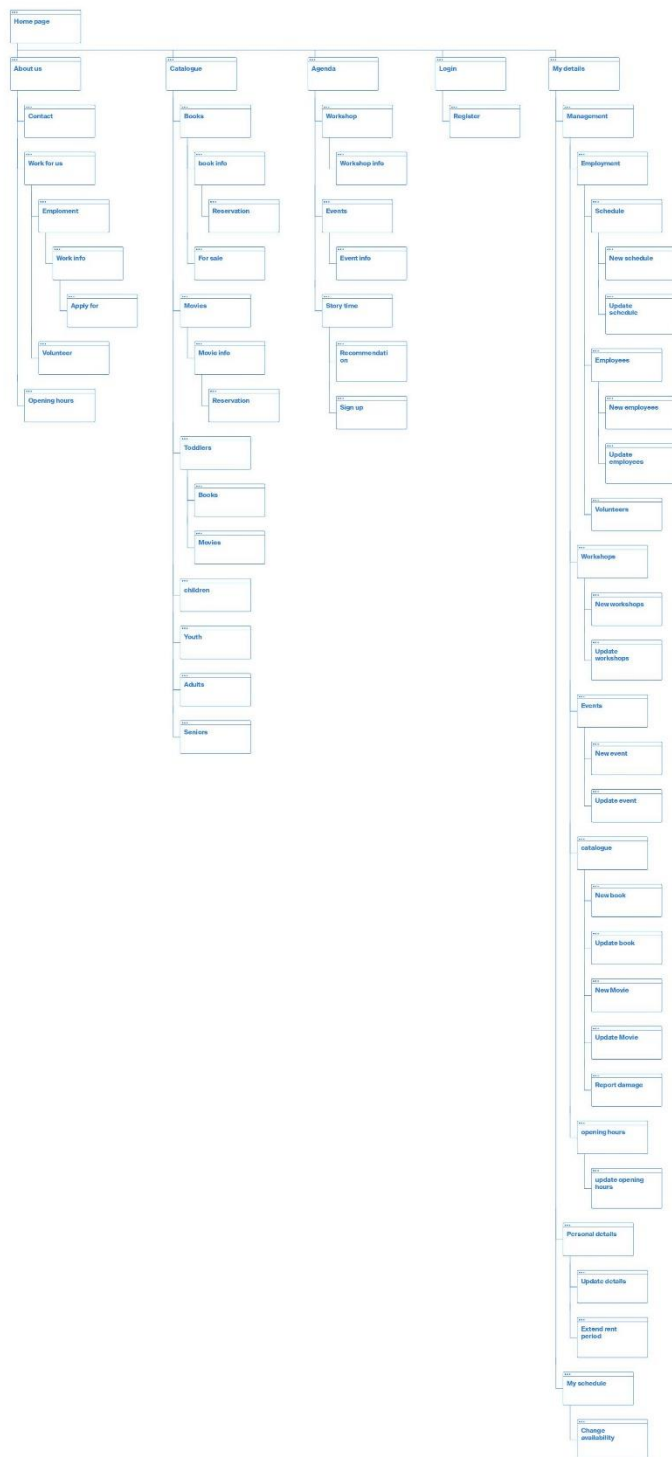 Home page
About us
Contact
Work for us
Emploment
Work info
Apply for
Volunteer
Opening hours
Catalogue
Books
book info
Reservation
For sale
Movies
Movie info
Reservation
Toddlers
Books
Movies
children
Youth
Adults
Seniors
Agenda
Workshop
Workshop info
Events
Event info
Story time
Recommendati
on
Sign up
Login
Register
My details
Management
Employment
Schedule
New schedule
Update
schedule
Employees
New employees
Update
employees
Volunteers
Workshops
New workshops
Update
workshops
Events
New event
Update event
catalogue
New book
Update book
New Movie
Update Movie
Report damage
opening hours
update opening
hours
Personal details
Update details
Extend rent
period
My schedule
Change
availability